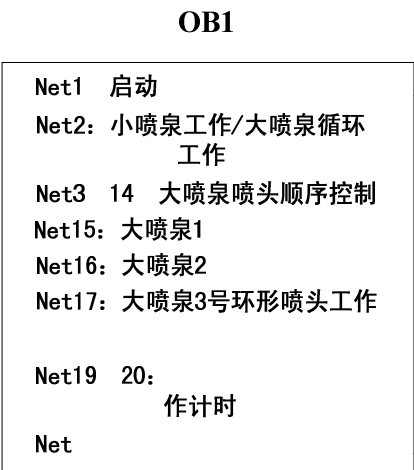 OB1
Net1 启动
Net2：小喷泉工作/大喷泉循环
工作
Net3 14 大喷泉喷头顺序控制
Net15：大喷泉1
Net16：大喷泉2
Net17：大喷泉3号环形喷头工作
Net19 20：
作计时
Net